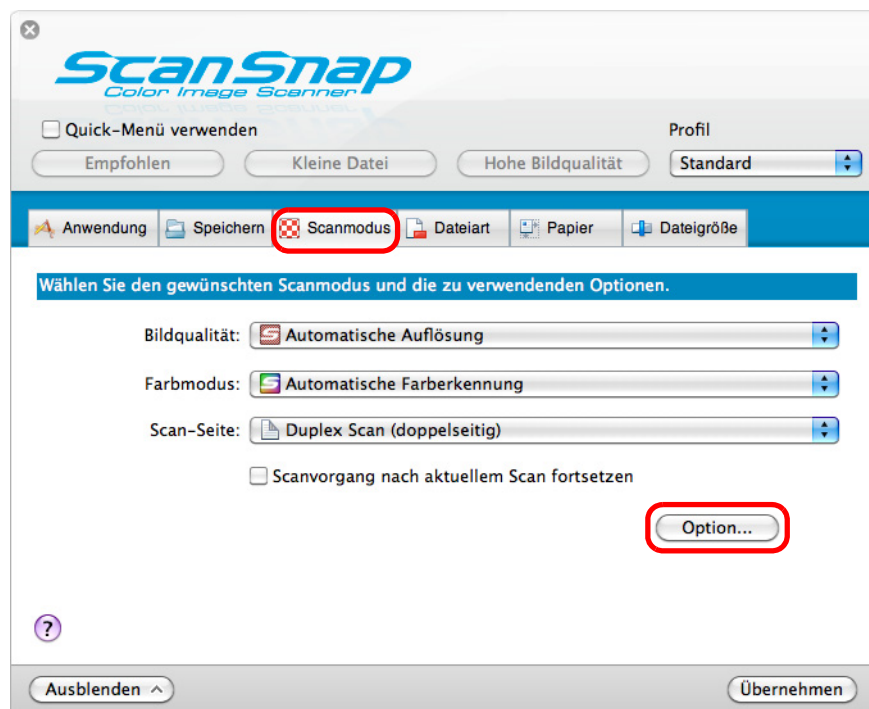 ScanSnap
Color Image Scanner
Quick-Menü verwenden
Profil
Empfohlen Kleine Datei Hohe Bildqualität Standard
Anwendung Speichern Scanmodus Dateiart Papier Dateigröße
Wählen Sie den gewünschten Scanmodus und die zu verwendenden Optionen.
Bildqualität: Automatische Auflösung
Farbmodus: Automatische Farberkennung
Scan-Seite: Duplex Scan (doppelseitig)
Scanvorgang nach aktuellem Scan fortsetzen
Option...
?
Ausblenden Übernehmen